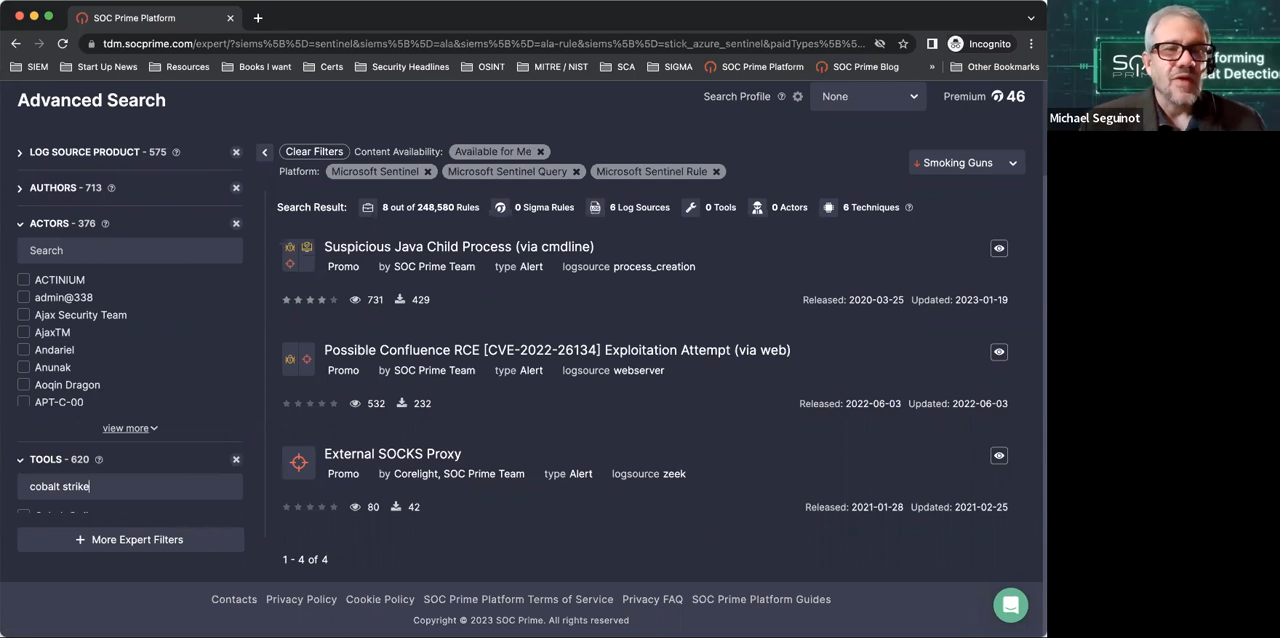 SOC Prime Platform
tdm.socprime.com/expert/?siems%5B%5D=sentinel&siems%5B%5D=ala&siems%5B%5D=ala-rule&siems%5B%5D=stick_azure_sentinel&paidTypes%5B%...
Incognito
SIEM Start Up News Resources Books I want Certs Security Headlines OSINT MITRE / NIST SCA SIGMA SOC Prime Platform SOC Prime Blog » Other Bookmarks
Advanced Search
Search Profile ? None Premium 46
LOG SOURCE PRODUCT - 575 ?
AUTHORS - 713 ?
ACTORS - 376 ?
Search
ACTINIUM
admin@338
Ajax Security Team
AjaxTM
Andariel
Anunak
Aoqin Dragon
APT-C-00
view more
TOOLS - 620 ?
cobalt strike
+ More Expert Filters
Clear Filters Content Availability: Available for Me
Platform: Microsoft Sentinel Microsoft Sentinel Query Microsoft Sentinel Rule
Smoking Guns
Search Result: 8 out of 248,580 Rules 0 Sigma Rules 6 Log Sources 0 Tools 0 Actors 6 Techniques ?
Suspicious Java Child Process (via cmdline)
Promo by SOC Prime Team type Alert logsource process_creation
731 429 Released: 2020-03-25 Updated: 2023-01-19
Possible Confluence RCE [CVE-2022-26134] Exploitation Attempt (via web)
Promo by SOC Prime Team type Alert logsource webserver
532 232 Released: 2022-06-03 Updated: 2022-06-03
External SOCKS Proxy
Promo by Corelight, SOC Prime Team type Alert logsource zeek
80 42 Released: 2021-01-28 Updated: 2021-02-25
1 - 4 of 4
Contacts Privacy Policy Cookie Policy SOC Prime Platform Terms of Service Privacy FAQ SOC Prime Platform Guides
Copyright © 2023 SOC Prime. All rights reserved
Michael Seguinot